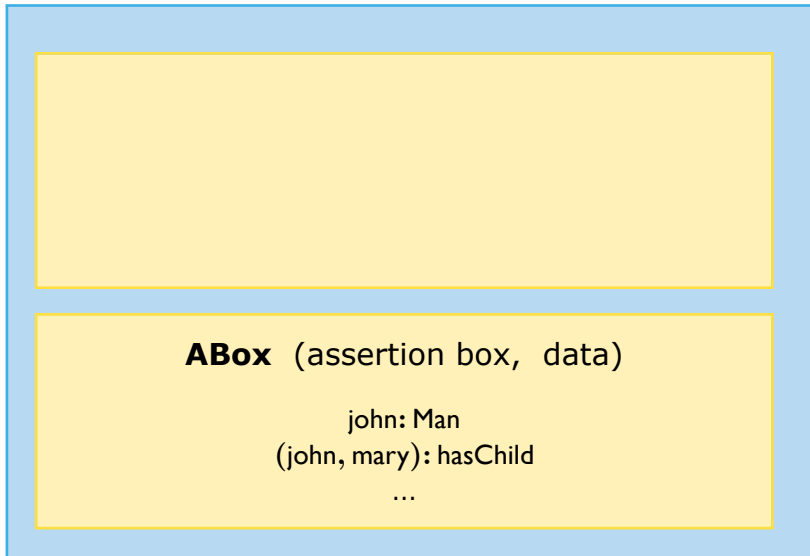 ABox (assertion box, data)
john: Man
(john, mary): hasChild
...